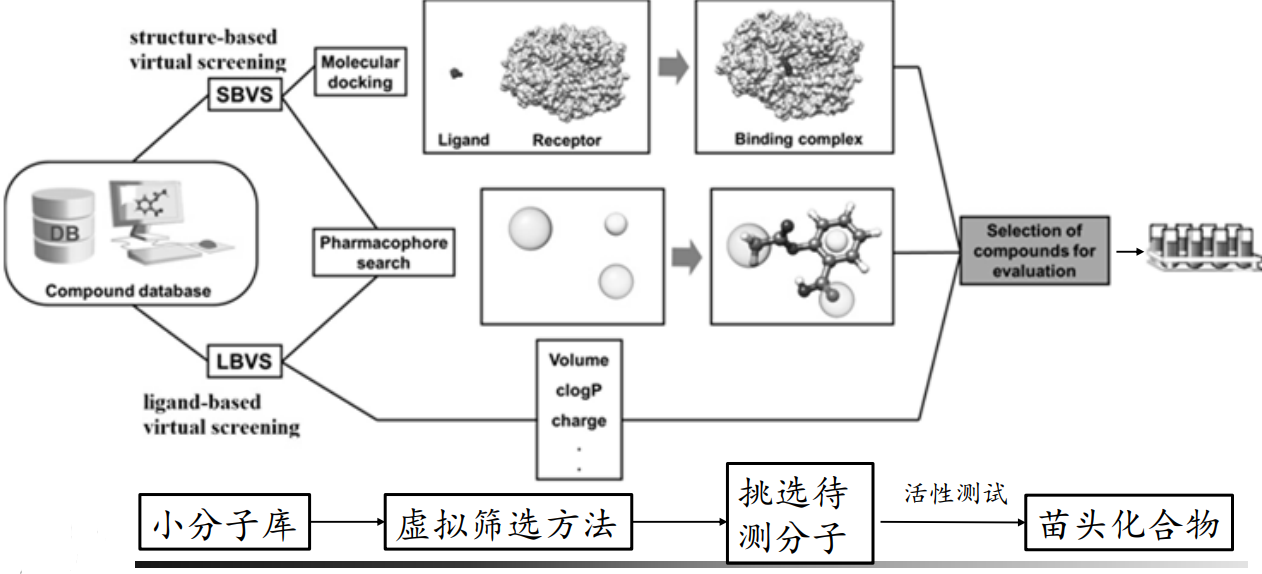 structure-based
virtual screening
SBVS
Molecular
docking
Ligand
Receptor
Binding complex
DB
Compound database
Pharmacophore
search
Selection of
compounds for
evaluation
LBVS
ligand-based
virtual screening
Volume
clogP
charge
.
.
小分子库
虚拟筛选方法
挑选待
测分子
活性测试
苗头化合物